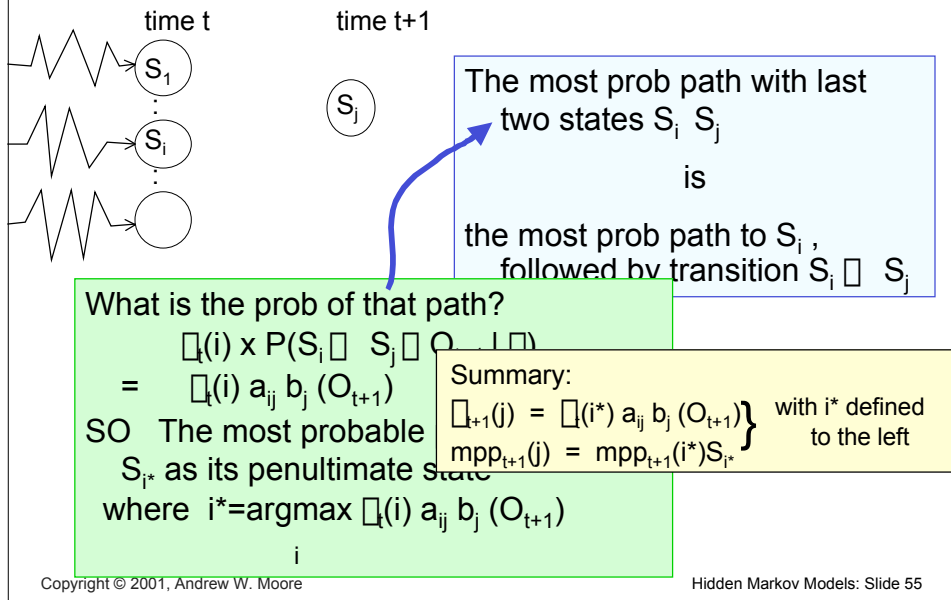 time t
time t+1
S1
:
Si
:
Sj
The most prob path with last
two states Si Sj
is
the most prob path to Si ,
followed by transition Si □ Sj
What is the prob of that path?
□t(i) x P(Si □ Sj □ O | □)
= □t(i) aij bj (Ot+1)
SO The most probable
Si* as its penultimate state
where i*=argmax □t(i) aij bj (Ot+1)
i
Summary:
□t+1(j) = □t(i*) aij bj (Ot+1)
mppt+1(j) = mppt+1(i*)Si*
} with i* defined
to the left
Copyright © 2001, Andrew W. Moore
Hidden Markov Models: Slide 55